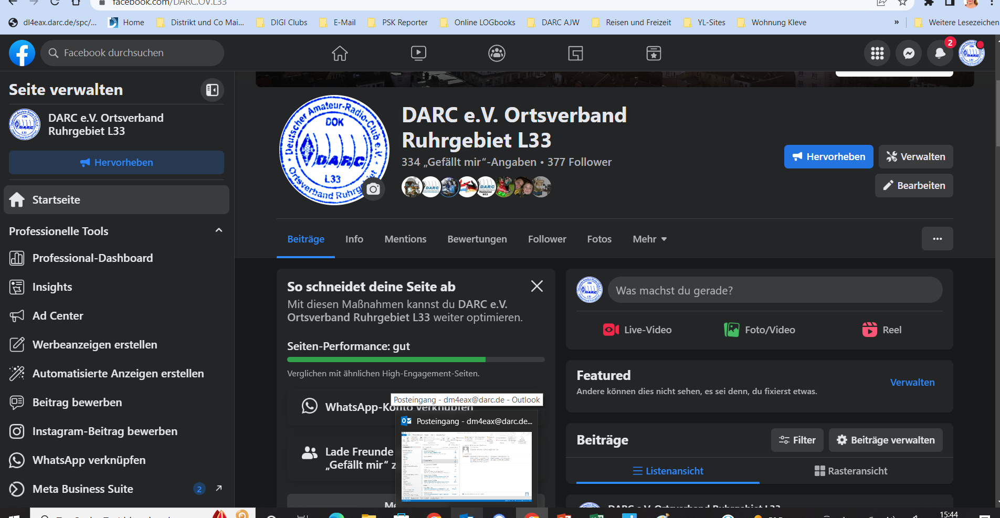 facebook.com/DARC.OV.L33
dl4eax.darc.de/spc/...
Home
Distrikt und Co Mai...
DIGI Clubs
E-Mail
PSK Reporter
Online LOGbooks
DARC AJW
Reisen und Freizeit
YL-Sites
Wohnung Kleve
»
Weitere Lesezeichen
Facebook durchsuchen
2
Seite verwalten
DARC e.V. Ortsverband
Ruhrgebiet L33
Hervorheben
Startseite
Professionelle Tools
Professional-Dashboard
Insights
Ad Center
Werbeanzeigen erstellen
Automatisierte Anzeigen erstellen
Beitrag bewerben
Instagram-Beitrag bewerben
WhatsApp verknüpfen
Meta Business Suite
2
Deutscher Amateur-Radio-Club e.V.
DOK
DARC
L33
Ortsverband Ruhrgebiet
DARC e.V. Ortsverband
Ruhrgebiet L33
334 „Gefällt mir“-Angaben • 377 Follower
Hervorheben
Verwalten
Bearbeiten
Beiträge
Info
Mentions
Bewertungen
Follower
Fotos
Mehr
So schneidet deine Seite ab
Mit diesen Maßnahmen kannst du DARC e.V.
Ortsverband Ruhrgebiet L33 weiter optimieren.
Seiten-Performance: gut
Verglichen mit ähnlichen High-Engagement-Seiten.
WhatsApp-Konto verknüpfen
Posteingang - dm4eax@darc.de - Outlook
Posteingang - dm4eax@darc.de...
Lade Freunde
„Gefällt mir“ z
Me
Was machst du gerade?
Live-Video
Foto/Video
Reel
Featured
Andere können dies nicht sehen, es sei denn, du fixierst etwas.
Verwalten
Beiträge
Filter
Beiträge verwalten
Listenansicht
Rasteransicht
DARC e.V. Ortsverband Ruhrgebiet L33
15:44